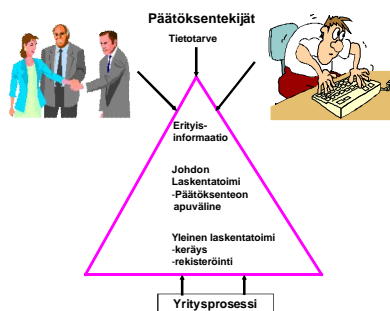 Päätöksentekijät
Tietotarve
Erityis-
informaatio
Johdon
Laskentatoimi
-Päätöksenteon
apuväline
Yleinen laskentatoimi
-keräys
-rekisteröinti
Yritysprosessi